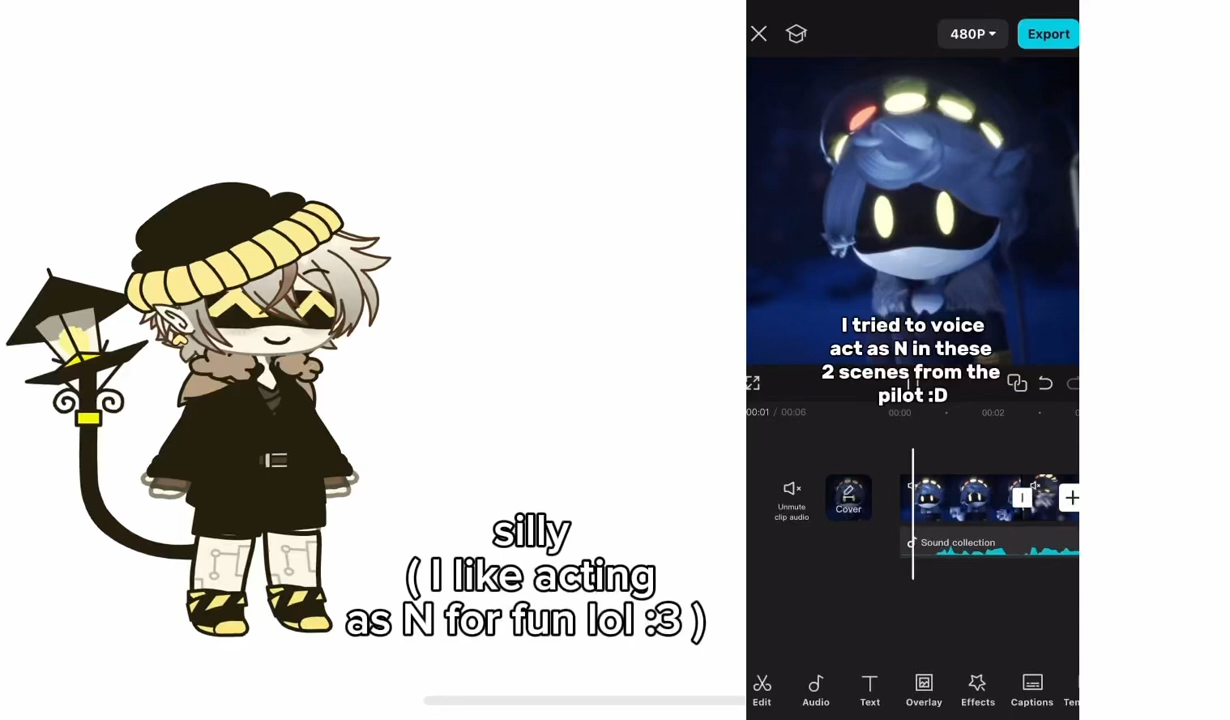 silly
( I like acting
as N for fun lol :3 )
480P
Export
I tried to voice
act as N in these
2 scenes from the
pilot :D
00:01 / 00:06
00:00
00:02
Unmute
clip audio
Cover
Sound collection
Edit
Audio
Text
Overlay
Effects
Captions